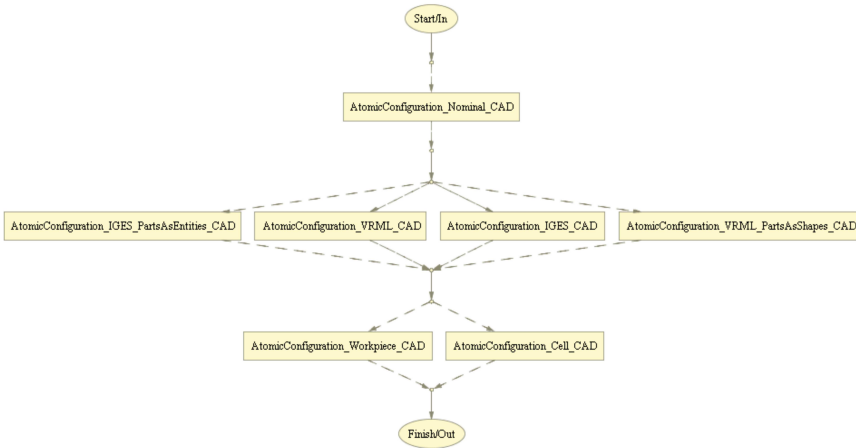 Start/In
AtomicConfiguration_Nominal_CAD
AtomicConfiguration_IGES_PartsAsEntities_CAD
AtomicConfiguration_VRML_CAD
AtomicConfiguration_IGES_CAD
AtomicConfiguration_VRML_PartsAsShapes_CAD
AtomicConfiguration_Workpiece_CAD
AtomicConfiguration_Cell_CAD
Finish/Out